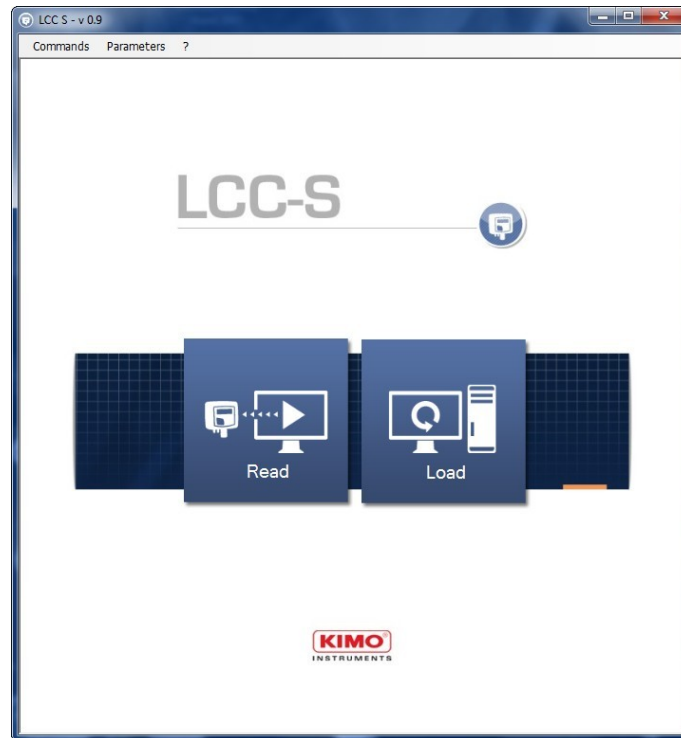 LCC S - v 0.9
Commands Parameters ?
LCC-S
Read Load
KIMO®
INSTRUMENTS